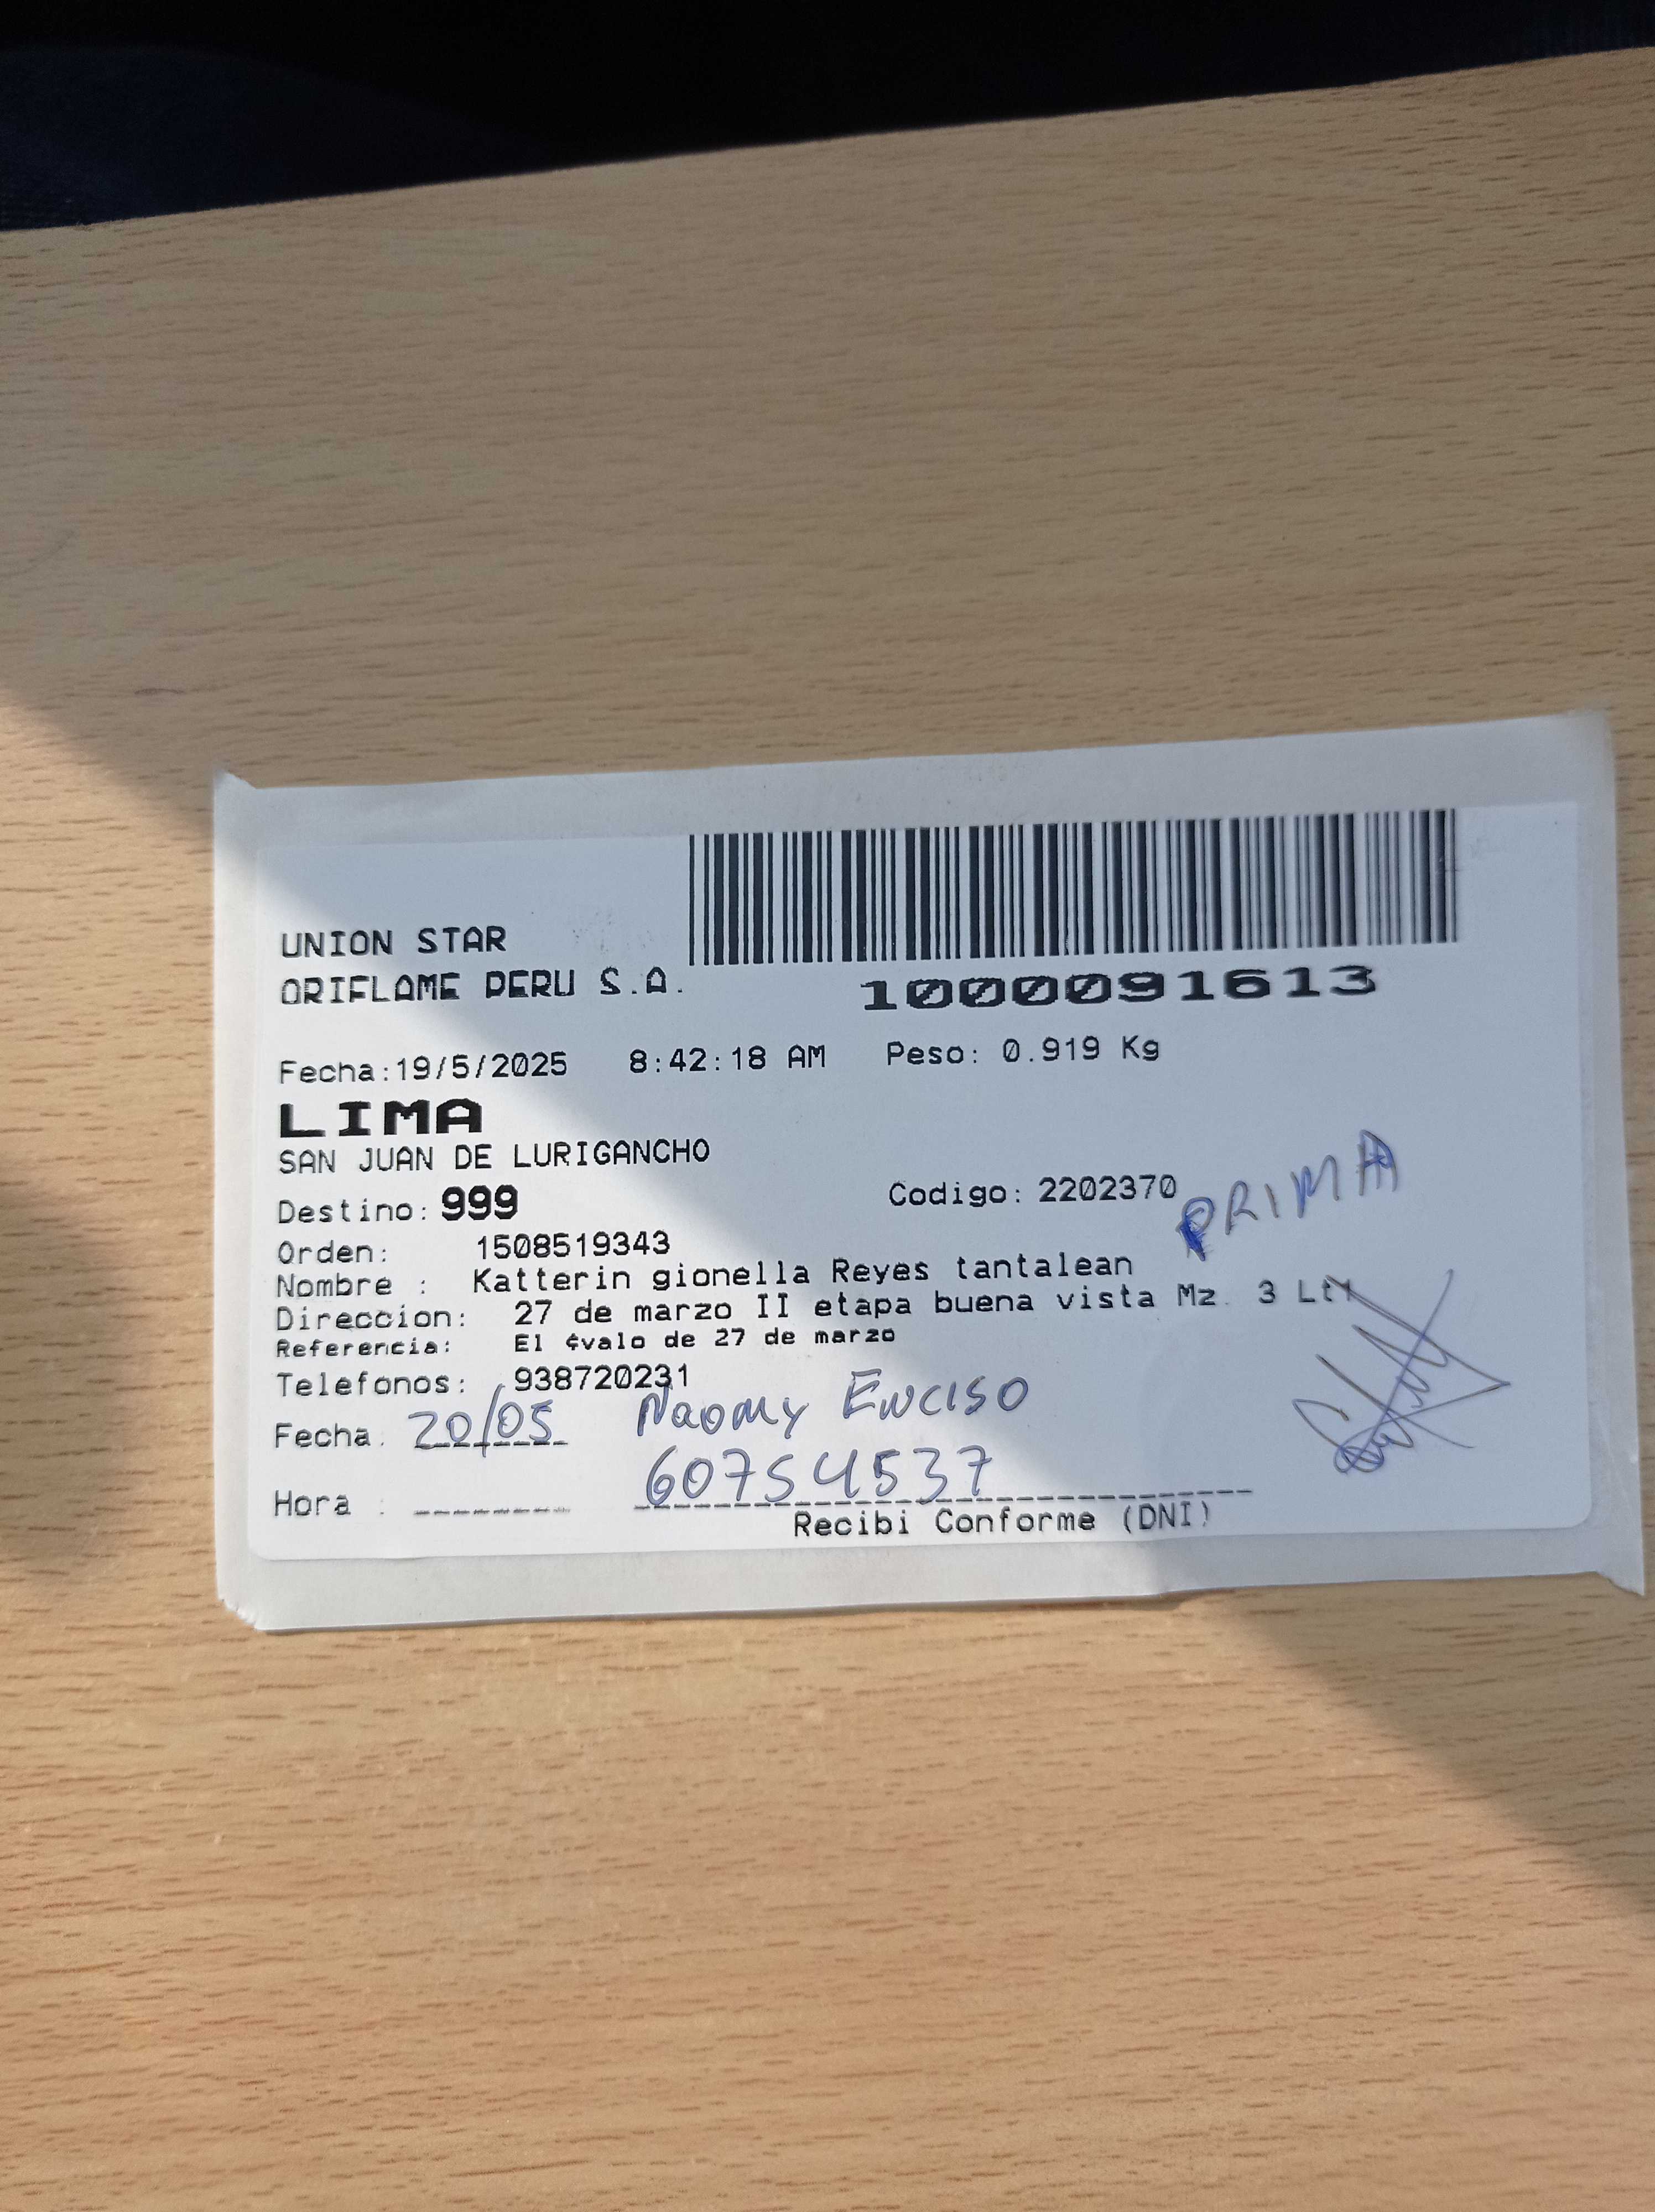 UNION STAR
ORIFLAME PERU S.A.
1000091613
Fecha:19/5/2025 8:42:18 AM Peso: 0.919 Kg
LIMA
SAN JUAN DE LURIGANCHO
Destino: 999 Codigo: 2202370 PRIMA
Orden: 1508519343
Nombre : Katterin gionella Reyes tantalean
Direccion: 27 de marzo II etapa buena vista Mz. 3 Lt
Referencia: El ¢valo de 27 de marzo
Telefonos: 938720231
Fecha: 20/05 Naomy Enciso
Hora : 60754537
Recibi Conforme (DNI)